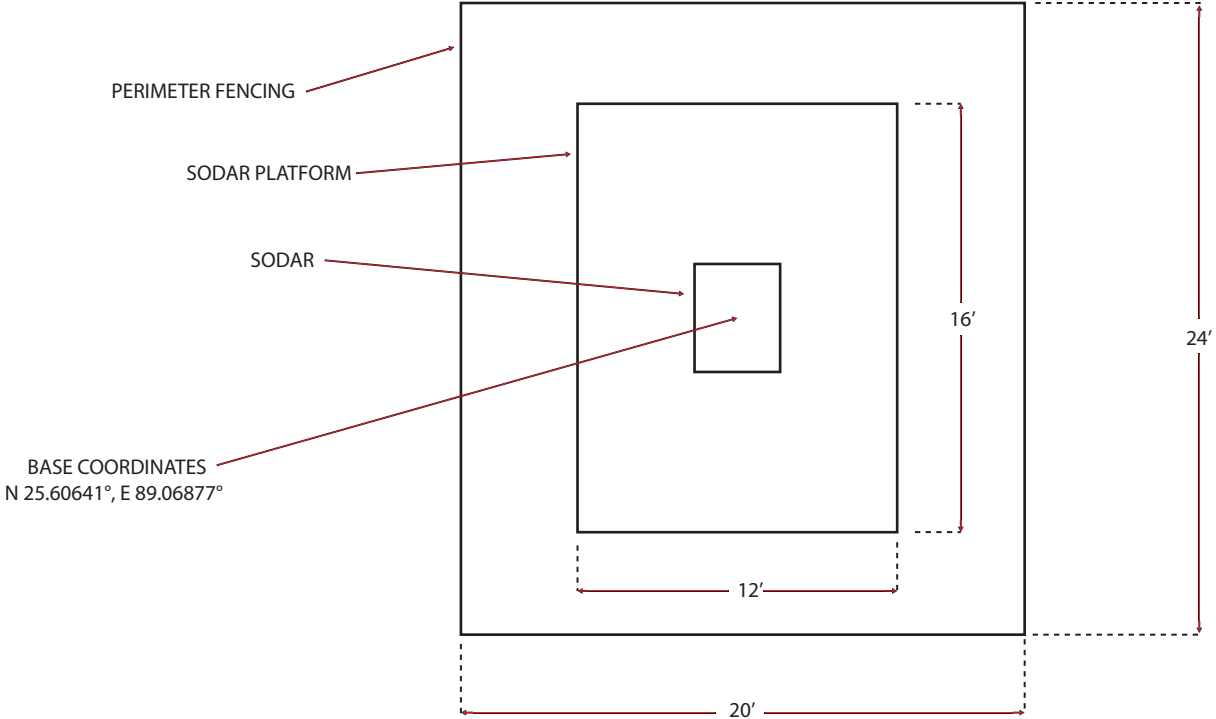 PERIMETER FENCING
SODAR PLATFORM
SODAR
16’
24’
BASE COORDINATES
N 25.60641°, E 89.06877°
12’
20’